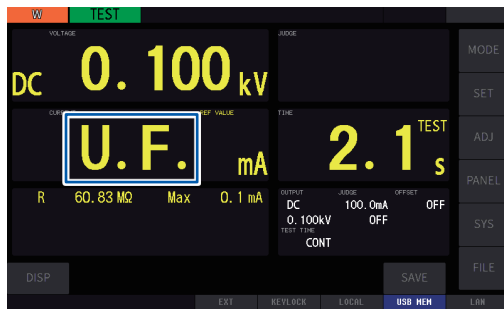 W TEST
VOLTAGE
DC 0.100 kV
JUDGE
MODE
SET
CURRENT REF VALUE
U.F. mA
TIME
TEST
2.1 s
ADJ
PANEL
R 60.83 MΩ Max 0.1 mA
OUTPUT JUDGE OFFSET
DC 100.0mA OFF
0.100kV OFF
TEST TIME
CONT
SYS
FILE
DISP
SAVE
EXT KEYLOCK LOCAL USB MEM LAN